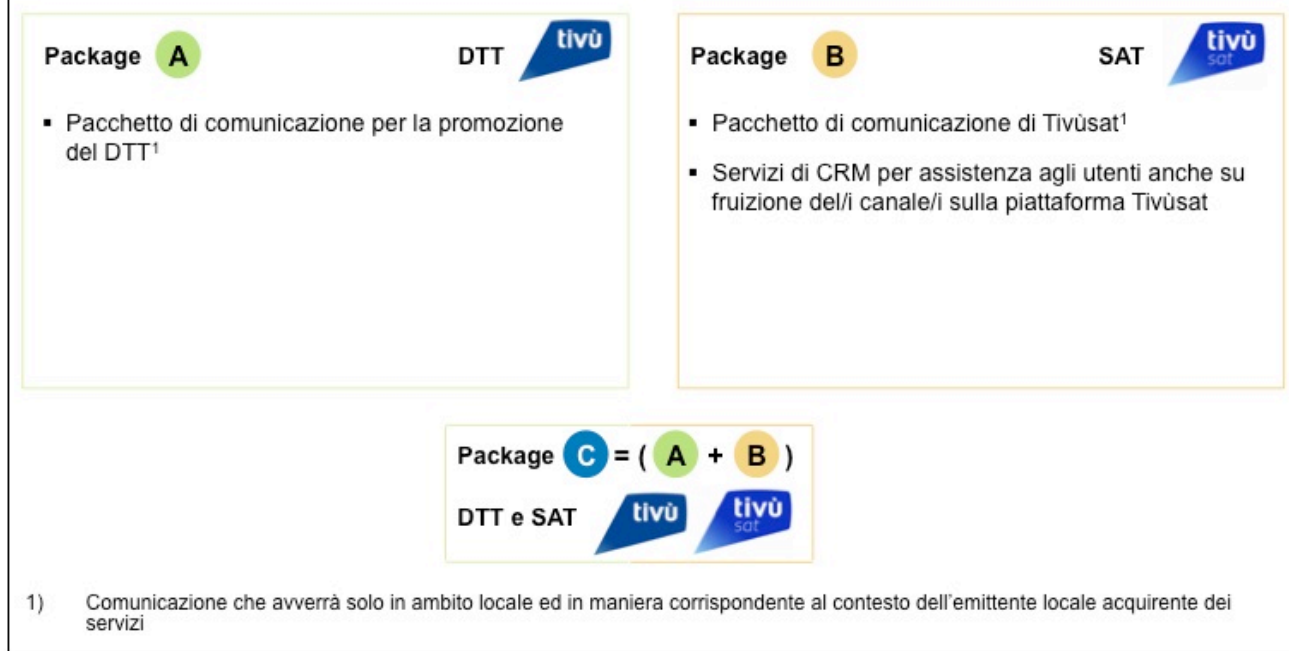 Package A DTT tivù
▪ Pacchetto di comunicazione per la promozione
del DTT¹
Package B SAT tivù
sat
▪ Pacchetto di comunicazione di Tivùsat¹
▪ Servizi di CRM per assistenza agli utenti anche su
fruizione del/i canale/i sulla piattaforma Tivùsat
Package C = ( A + B )
DTT e SAT tivù tivù
sat
1) Comunicazione che avverrà solo in ambito locale ed in maniera corrispondente al contesto dell'emittente locale acquirente dei
servizi